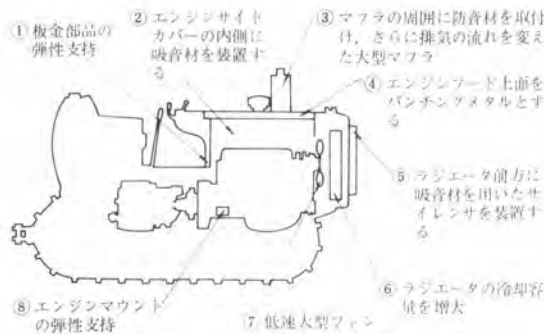 ① 板金部品の
弾性支持
② エンジンサイド
カバーの内側に
吸音材を装置す
る
③ マフラの周囲に防音材を取付
け，さらに排気の流れを変え
た大型マフラ
④ エンジンフード上面を
パンチングメタルとす
る
⑤ ラジエータ前方に
吸音材を用いたサ
イレンサを装置す
る
⑥ ラジエータの冷却容
量を増大
⑦ 低速大型ファン
⑧ エンジンマウント
の弾性支持